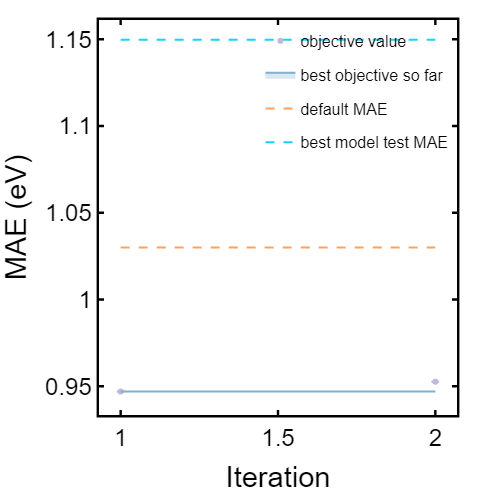 1.15
1.1
1.05
1
0.95
MAE (eV)
objective value
best objective so far
default MAE
best model test MAE
1
1.5
2
Iteration